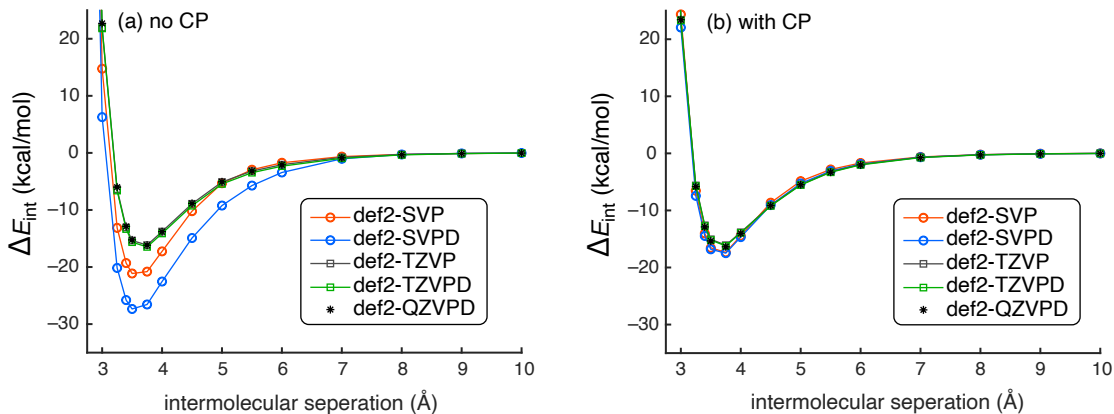 (a) no CP
20
10
0
−10
−20
−30
ΔE_int (kcal/mol)
3 4 5 6 7 8 9 10
intermolecular seperation (Å)
def2-SVP
def2-SVPD
def2-TZVP
def2-TZVPD
def2-QZVPD
(b) with CP
20
10
0
−10
−20
−30
ΔE_int (kcal/mol)
3 4 5 6 7 8 9 10
intermolecular seperation (Å)
def2-SVP
def2-SVPD
def2-TZVP
def2-TZVPD
def2-QZVPD